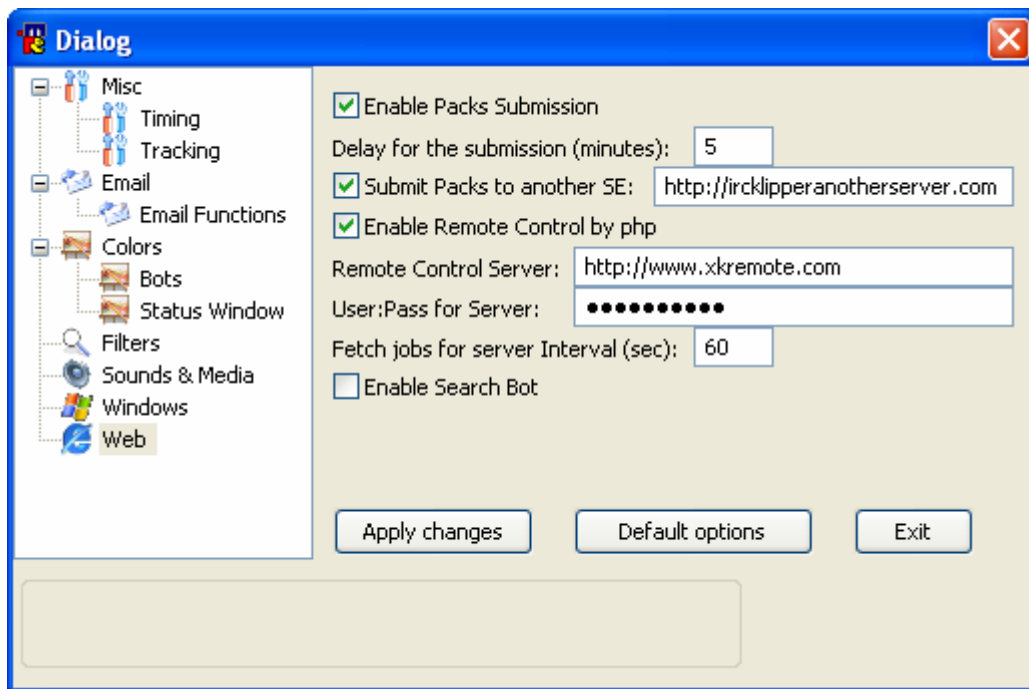 Dialog
Misc
Timing
Tracking
Email
Email Functions
Colors
Bots
Status Window
Filters
Sounds & Media
Windows
Web
Enable Packs Submission
Delay for the submission (minutes): 5
Submit Packs to another SE: http://ircklipperanotherserver.com
Enable Remote Control by php
Remote Control Server: http://www.xkremote.com
User:Pass for Server: ●●●●●●●●●●
Fetch jobs for server Interval (sec): 60
Enable Search Bot
Apply changes Default options Exit